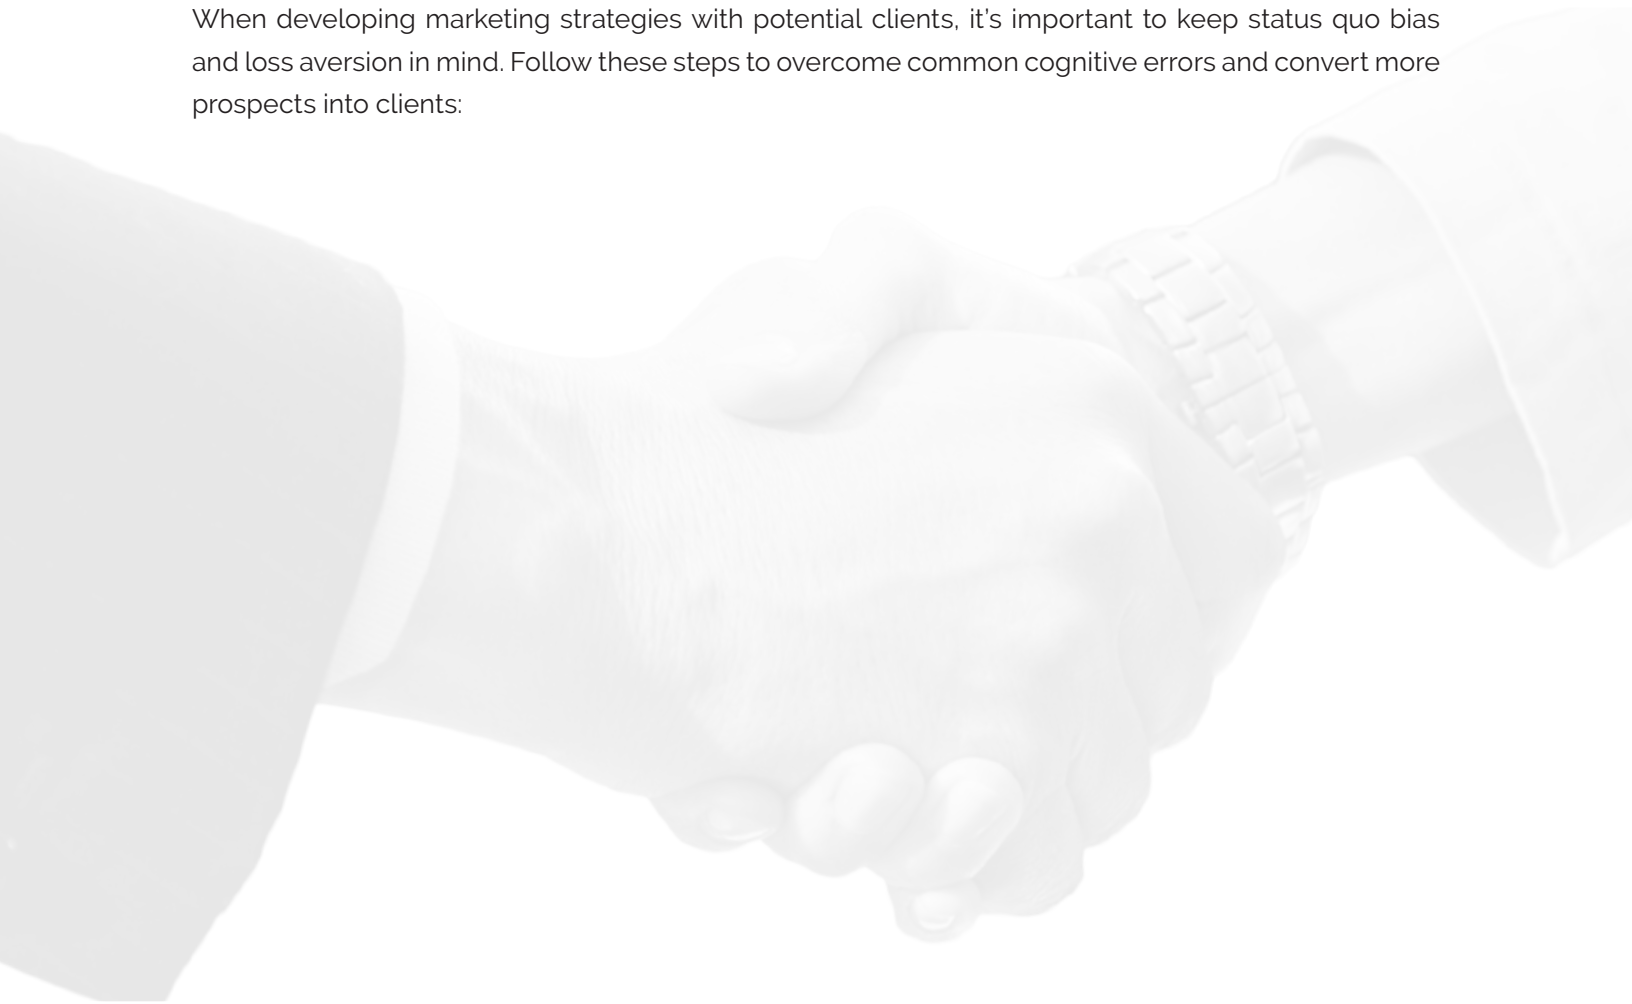 When developing marketing strategies with potential clients, it’s important to keep status quo bias
and loss aversion in mind. Follow these steps to overcome common cognitive errors and convert more
prospects into clients: